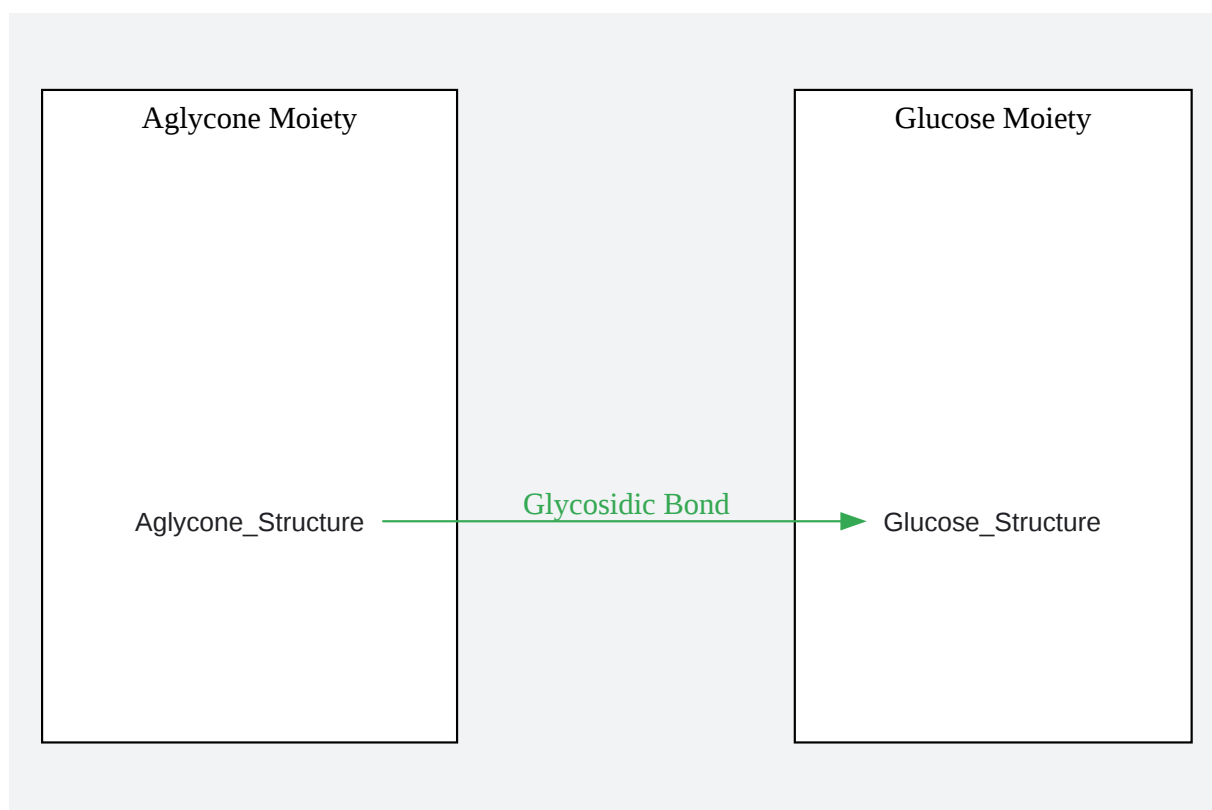 Aglycone Moiety
Glucose Moiety
Glycosidic Bond
Aglycone_Structure
Glucose_Structure